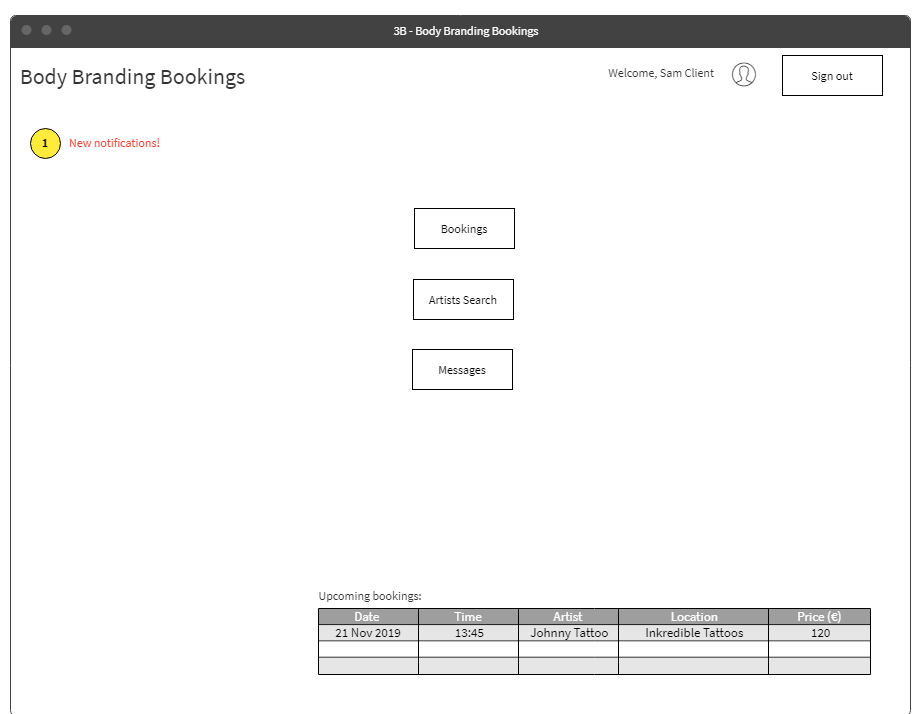 3B - Body Branding Bookings
Body Branding Bookings
Welcome, Sam Client
Sign out
1 New notifications!
Bookings
Artists Search
Messages
Upcoming bookings:
Date Time Artist Location Price (€)
21 Nov 2019 13:45 Johnny Tattoo Inkredible Tattoos 120